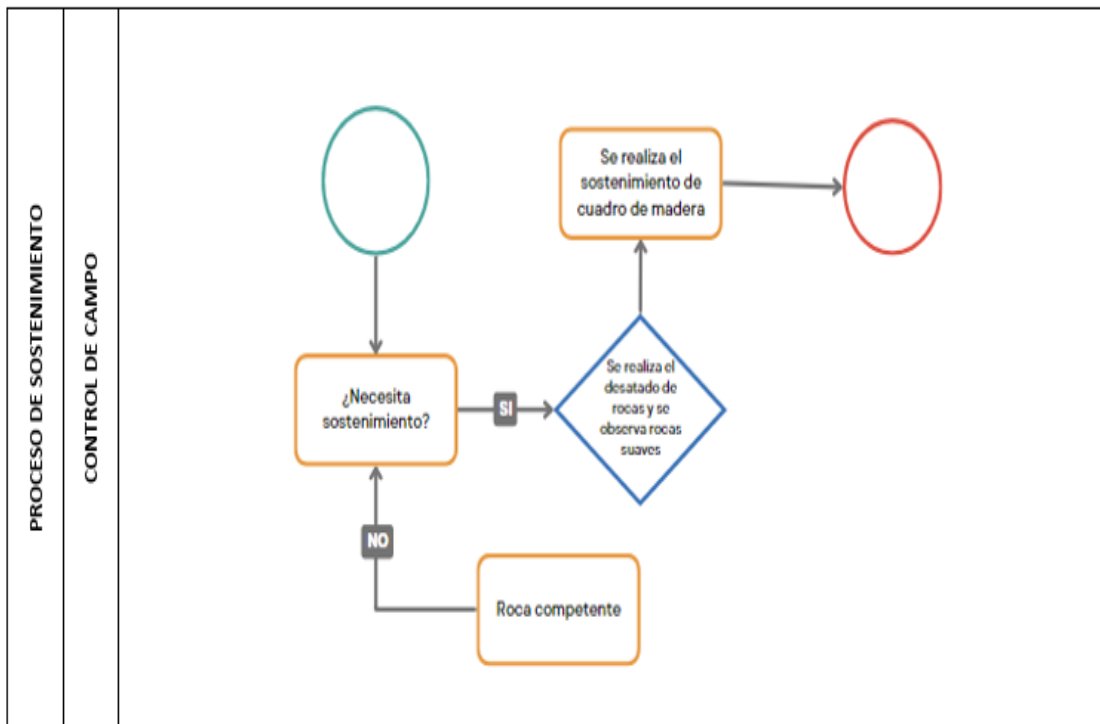 PROCESO DE SOSTENIMIENTO
CONTROL DE CAMPO
Se realiza el
sostenimiento de
cuadro de madera
¿Necesita
sostenimiento?
SI
Se realiza el
desatado de
rocas y se
observa rocas
suaves
NO
Roca competente